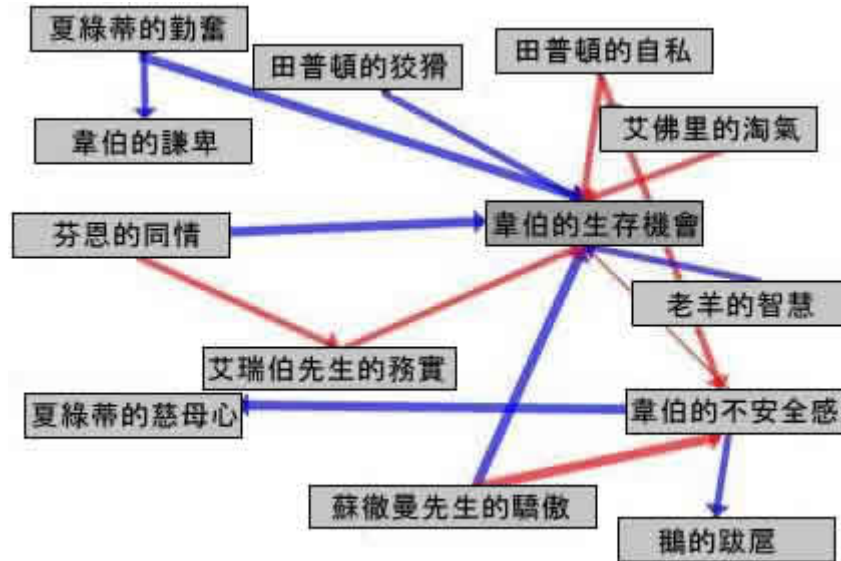 夏綠蒂的勤奮
田普頓的狡猾
田普頓的自私
艾佛里的淘氣
韋伯的謙卑
芬恩的同情
韋伯的生存機會
老羊的智慧
艾瑞伯先生的務實
夏綠蒂的慈母心
韋伯的不安全感
蘇徹曼先生的驕傲
鵝的跋扈